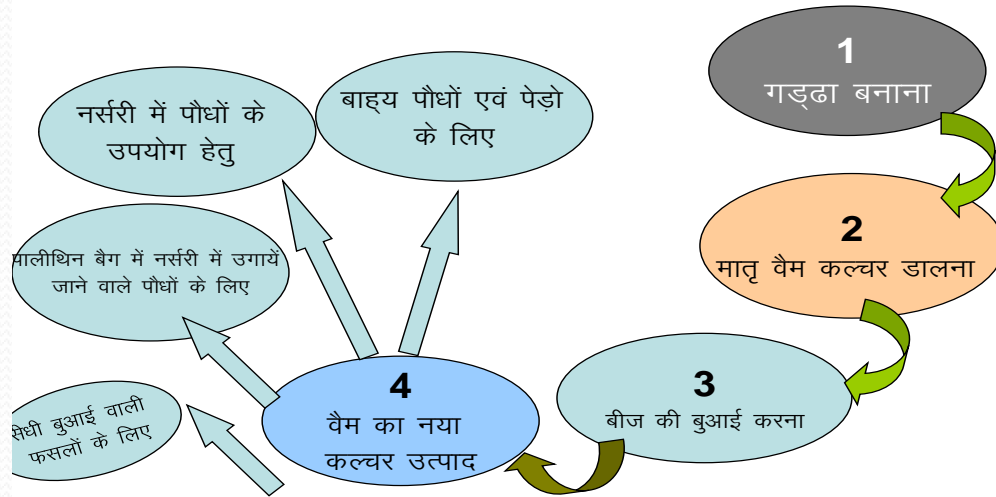 1
गड्ढा बनाना
2
मातृ वैम कल्चर डालना
3
बीज की बुआई करना
4
वैम का नया
कल्चर उत्पाद
बाह्य पौधों एवं पेड़ो
के लिए
नर्सरी में पौधों के
उपयोग हेतु
पालीथिन बैग में नर्सरी में उगायें
जाने वाले पौधों के लिए
सीधी बुआई वाली
फसलों के लिए